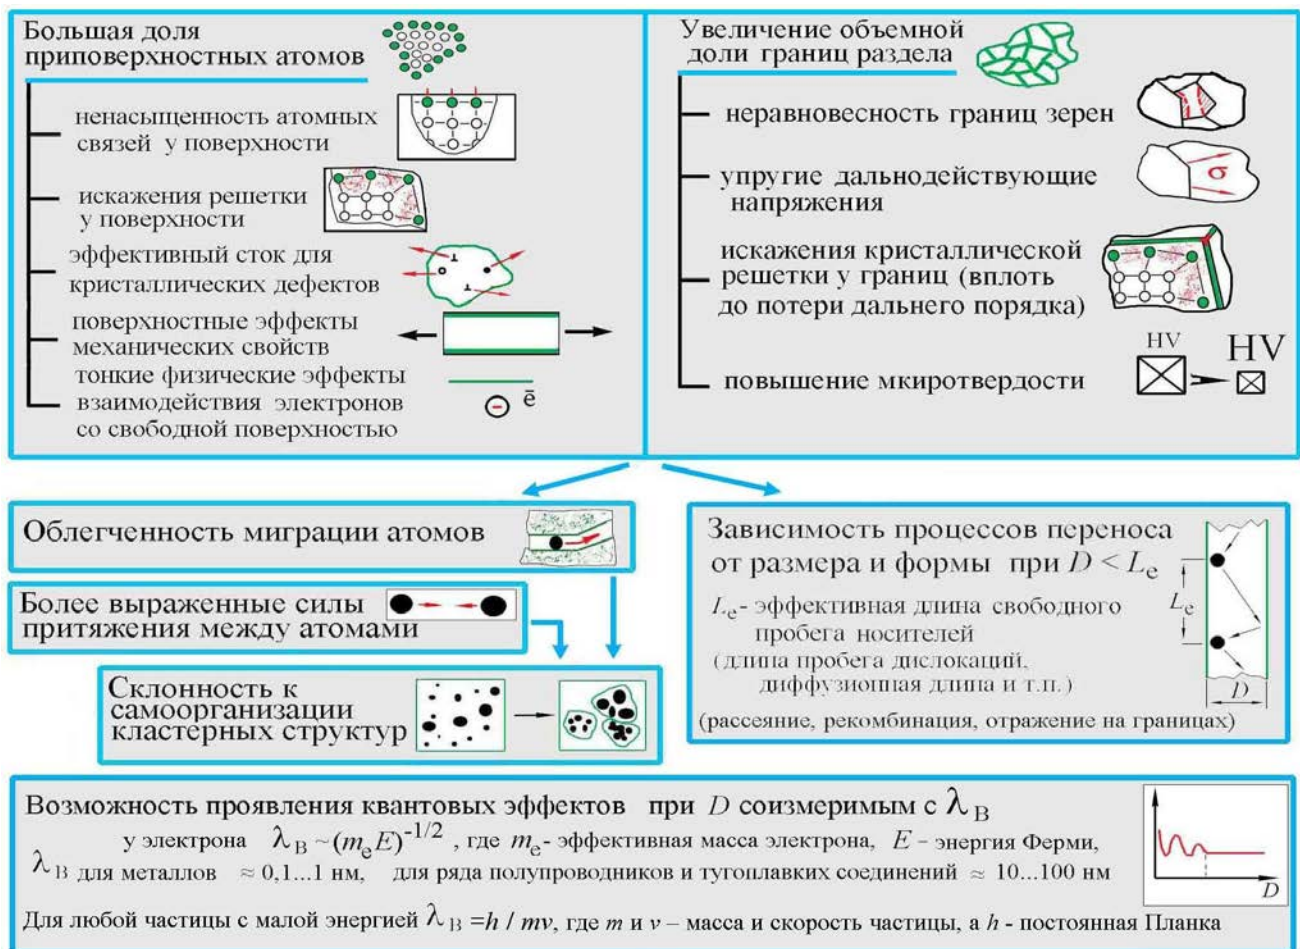 Большая доля
приповерхностных атомов
ненасыщенность атомных
связей у поверхности
искажения решетки
у поверхности
эффективный сток для
кристаллических дефектов
поверхностные эффекты
механических свойств
тонкие физические эффекты
взаимодействия электронов
со свободной поверхностью
ē
Увеличение объемной
доли границ раздела
неравновесность границ зерен
упругие дальнодействующие
напряжения
σ
искажения кристаллической
решетки у границ (вплоть
до потери дальнего порядка)
повышение мкиротвердости
HV
HV
Облегченность миграции атомов
Более выраженные силы
притяжения между атомами
Склонность к
самоорганизации
кластерных структур
Зависимость процессов переноса
от размера и формы при D < Lₑ
Lₑ- эффективная длина свободного
пробега носителей
(длина пробега дислокаций,
диффузионная длина и т.п.)
(рассеяние, рекомбинация, отражение на границах)
Lₑ
D
Возможность проявления квантовых эффектов при D соизмеримым с λ_B
у электрона λ_B ~(mₑE)^-1/2 , где mₑ- эффективная масса электрона, E - энергия Ферми,
λ_B для металлов ≈ 0,1...1 нм, для ряда полупроводников и тугоплавких соединений ≈ 10...100 нм
Для любой частицы с малой энергией λ_B =h / mv, где m и v – масса и скорость частицы, а h - постоянная Планка
D